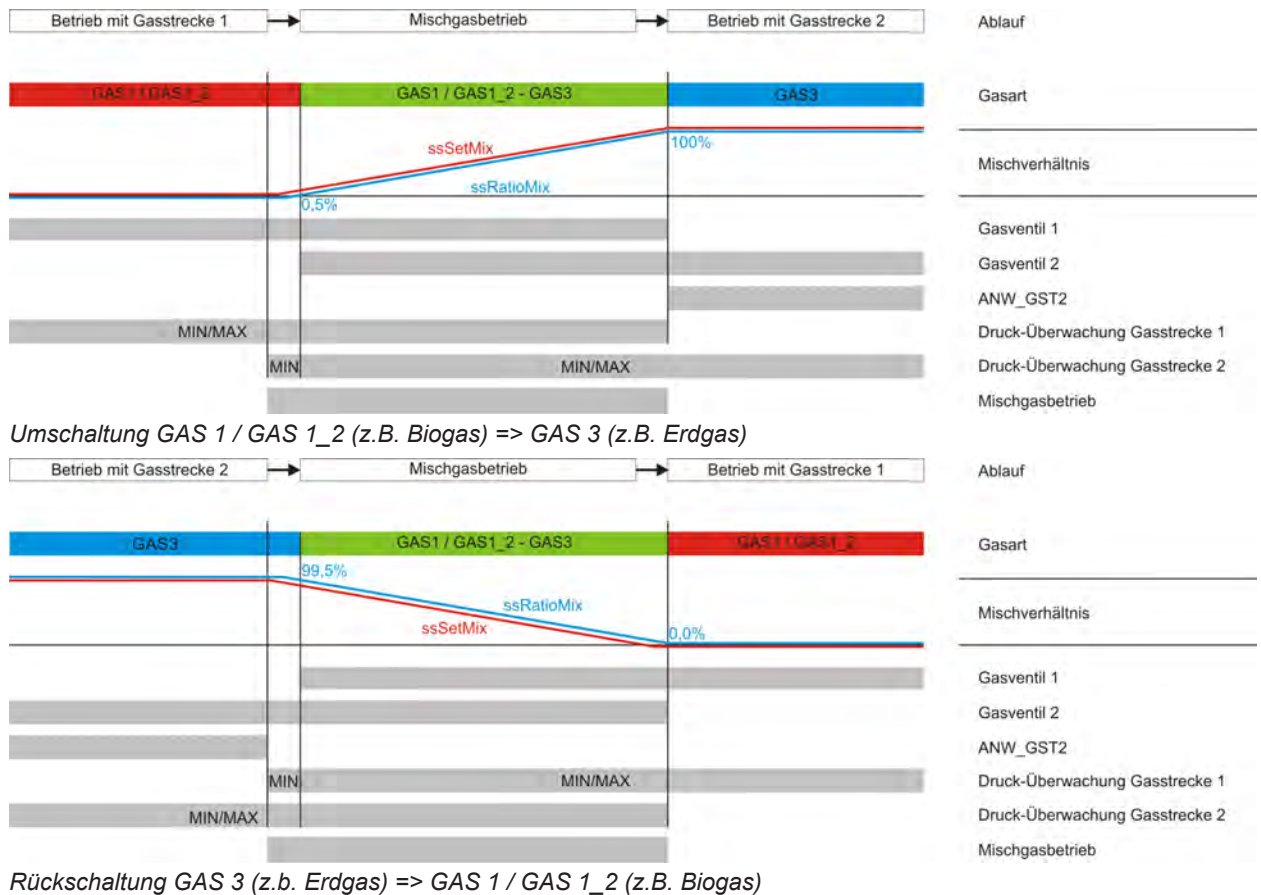 Betrieb mit Gasstrecke 1 Mischgasbetrieb Betrieb mit Gasstrecke 2 Ablauf
GAS1 / GAS1_2 GAS1 / GAS1_2 - GAS3 GAS3 Gasart
ssSetMix 100%
Mischverhältnis
ssRatioMix
0,5%
Gasventil 1
Gasventil 2
ANW_GST2
MIN/MAX Druck-Überwachung Gasstrecke 1
MIN MIN/MAX Druck-Überwachung Gasstrecke 2
Mischgasbetrieb
Umschaltung GAS 1 / GAS 1_2 (z.B. Biogas) => GAS 3 (z.B. Erdgas)
Betrieb mit Gasstrecke 2 Mischgasbetrieb Betrieb mit Gasstrecke 1 Ablauf
GAS3 GAS1 / GAS1_2 - GAS3 GAS1 / GAS1_2 Gasart
99,5%
ssRatioMix Mischverhältnis
ssSetMix 0,0%
Gasventil 1
Gasventil 2
ANW_GST2
MIN MIN/MAX Druck-Überwachung Gasstrecke 1
MIN/MAX Druck-Überwachung Gasstrecke 2
Mischgasbetrieb
Rückschaltung GAS 3 (z.b. Erdgas) => GAS 1 / GAS 1_2 (z.B. Biogas)